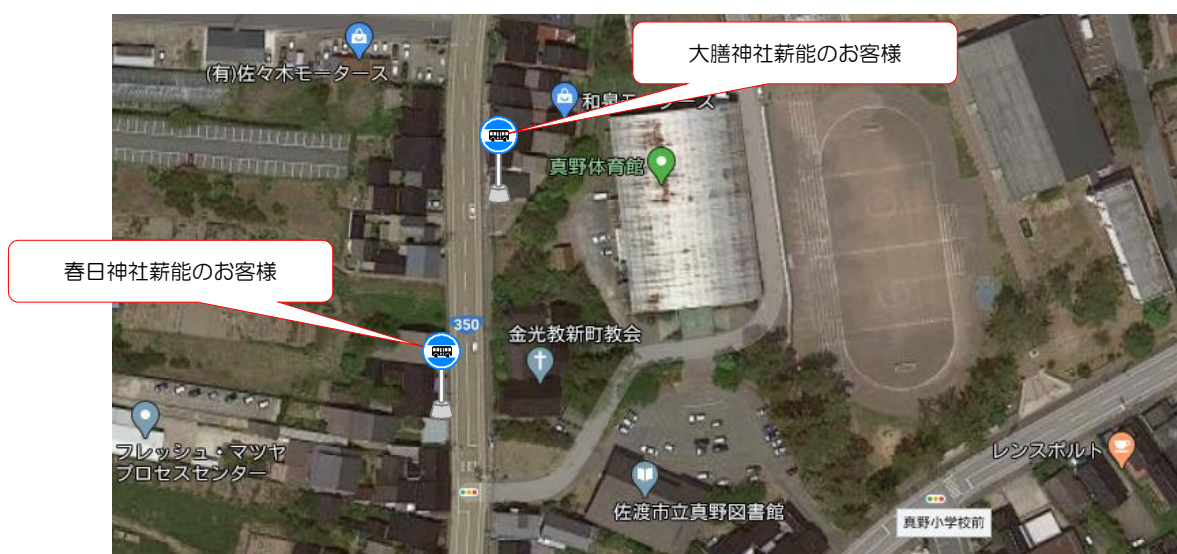 大膳神社薪能のお客様
(有)佐々木モータース
和泉モータース
真野体育館
春日神社薪能のお客様
350
金光教新町教会
フレッシュ・マツヤ
プロセスセンター
レンスポルト
佐渡市立真野図書館
真野小学校前